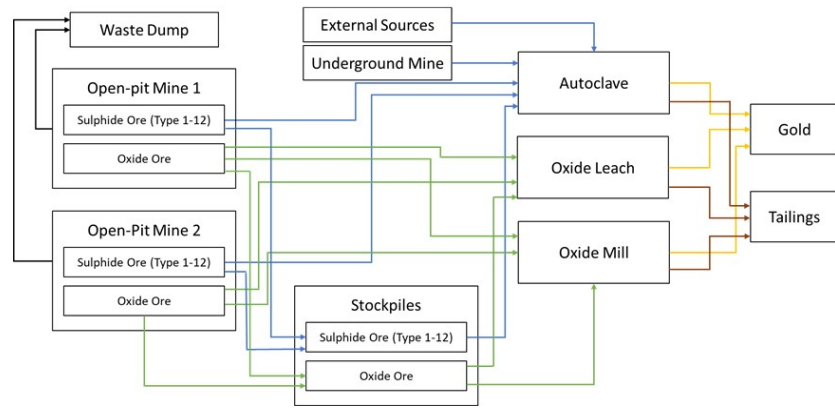 Waste Dump
External Sources
Underground Mine
Autoclave
Open-pit Mine 1
Sulphide Ore (Type 1-12)
Oxide Ore
Gold
Oxide Leach
Tailings
Open-Pit Mine 2
Sulphide Ore (Type 1-12)
Oxide Ore
Oxide Mill
Stockpiles
Sulphide Ore (Type 1-12)
Oxide Ore